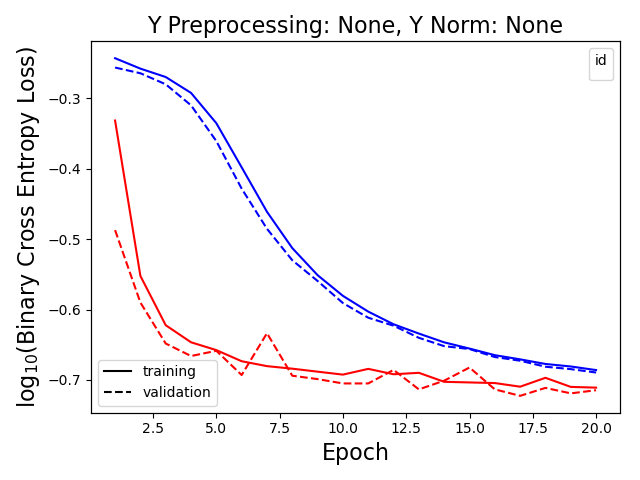 Y Preprocessing: None, Y Norm: None
id
log10(Binary Cross Entropy Loss)
−0.3
−0.4
−0.5
−0.6
−0.7
training
validation
2.5 5.0 7.5 10.0 12.5 15.0 17.5 20.0
Epoch